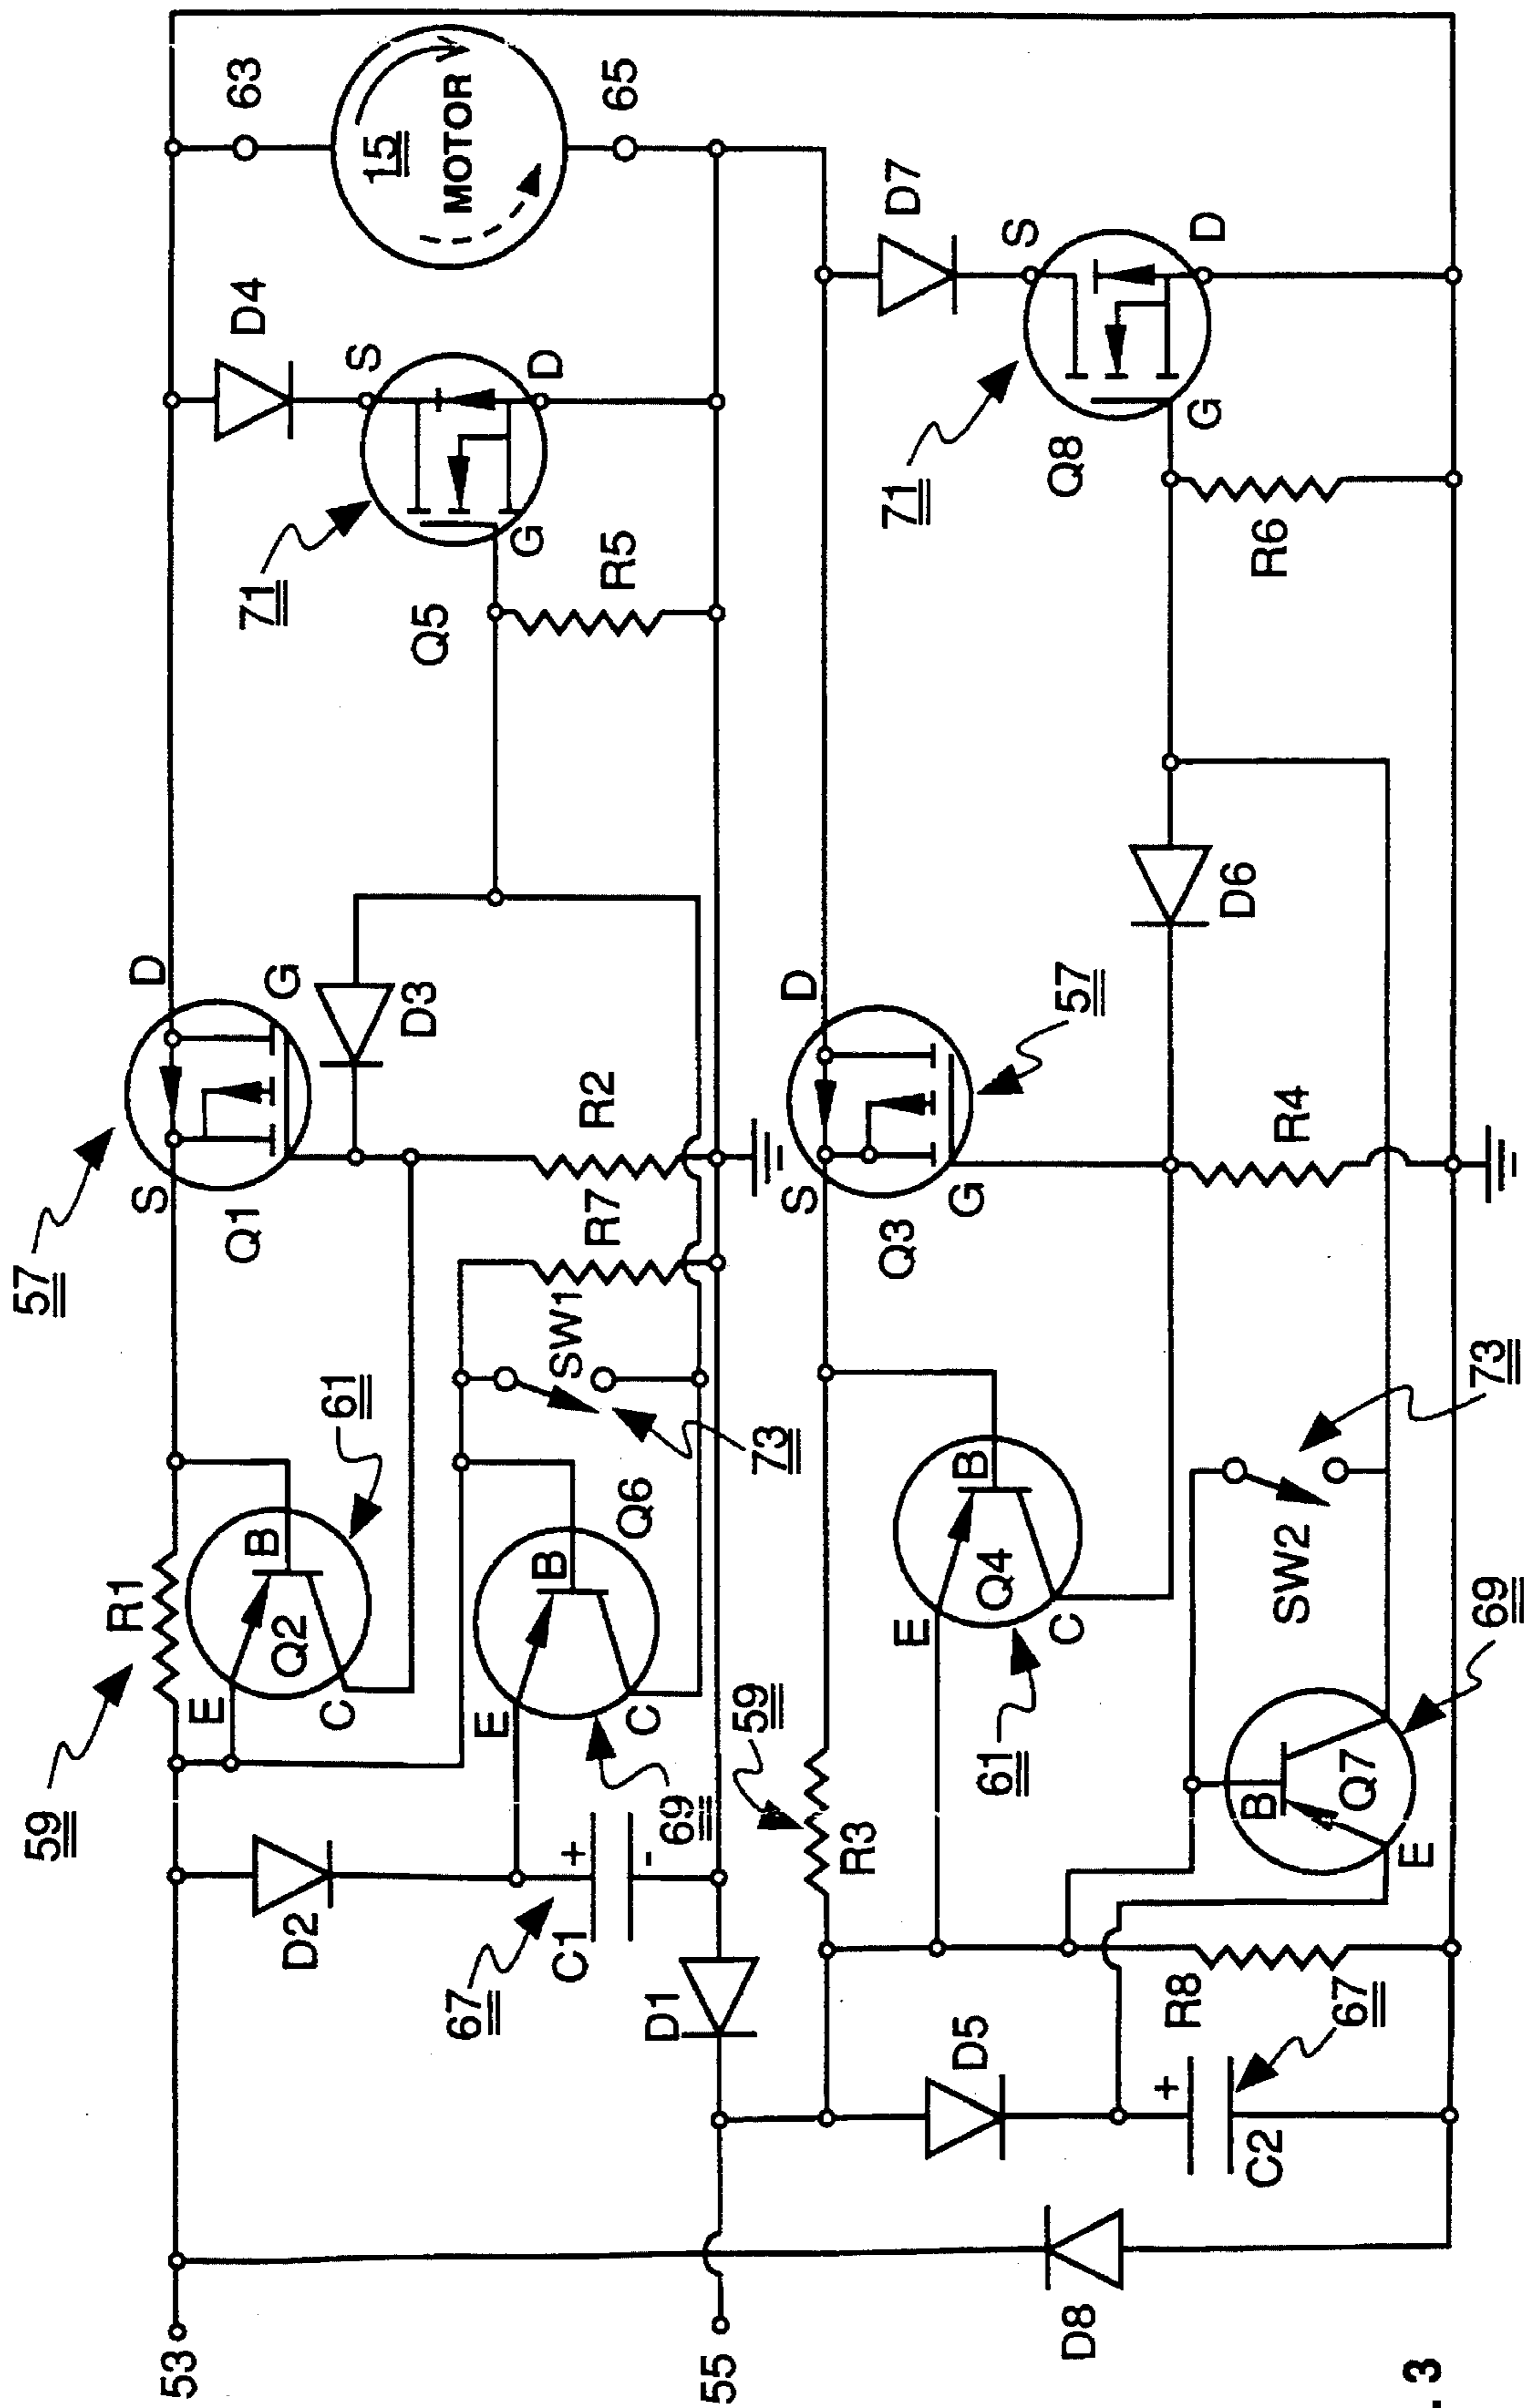 53
55
D8
59
R1
E
B
C
Q2
61
D2
67
C1
+
-
69
E
B
C
Q6
D1
57
S
D
G
Q1
D3
R2
R7
SW1
73
D4
71
S
D
G
Q5
R5
63
15
MOTOR
65
59
R3
D5
+
C2
67
R8
E
B
C
Q4
61
B
E
Q7
69
SW2
73
S
D
G
Q3
57
R4
D6
71
Q8
S
D
G
R6
D7
. 3